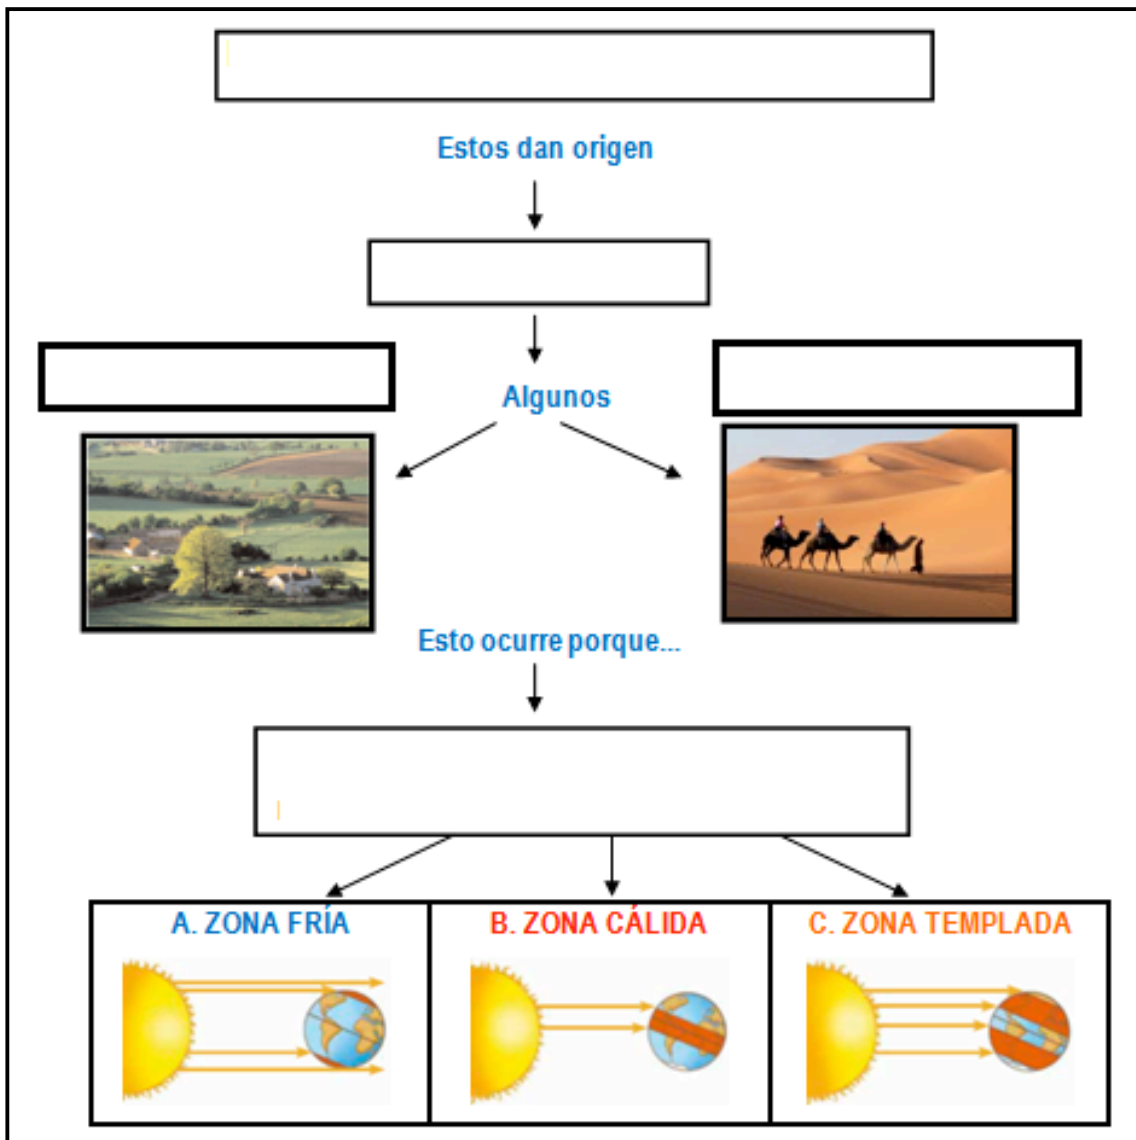 Estos dan origen
Algunos
Esto ocurre porque...
A. ZONA FRÍA
B. ZONA CÁLIDA
C. ZONA TEMPLADA